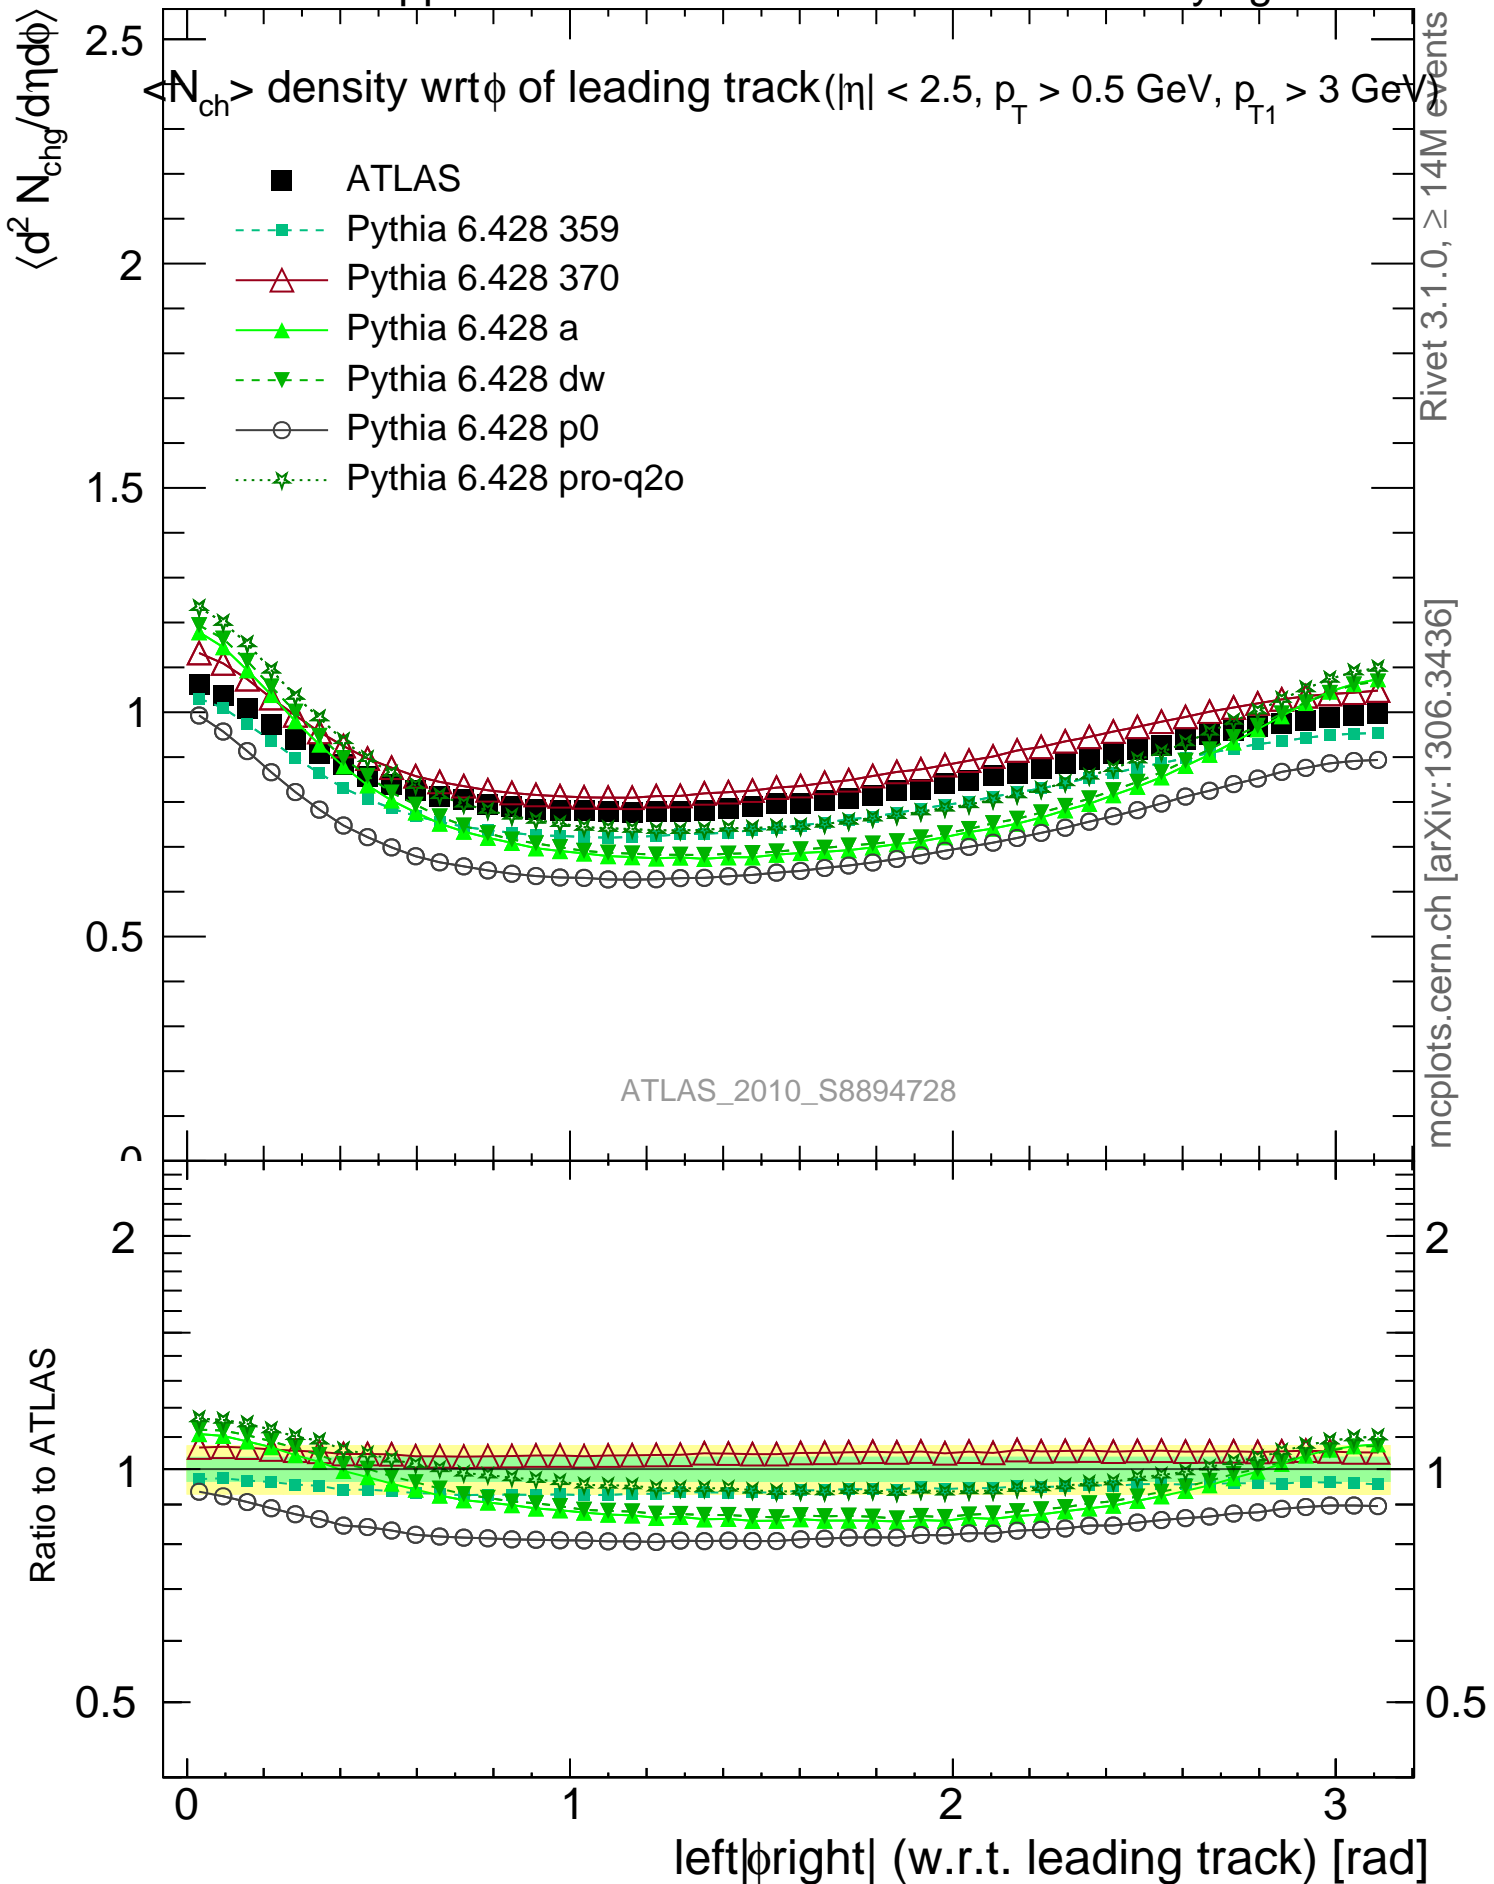 pp
⟨d² N_chg/dηdϕ⟩
<N_ch> density wrt ϕ of leading track (|η| < 2.5, p_T > 0.5 GeV, p_T1 > 3 GeV)
ATLAS
Pythia 6.428 359
Pythia 6.428 370
Pythia 6.428 a
Pythia 6.428 dw
Pythia 6.428 p0
Pythia 6.428 pro-q2o
2.5
2
1.5
1
0.5
0
ATLAS_2010_S8894728
Rivet 3.1.0, ≥ 14M events
mcplots.cern.ch [arXiv:1306.3436]
Ratio to ATLAS
2
1
0.5
2
1
0.5
0
1
2
3
left|ϕright| (w.r.t. leading track) [rad]